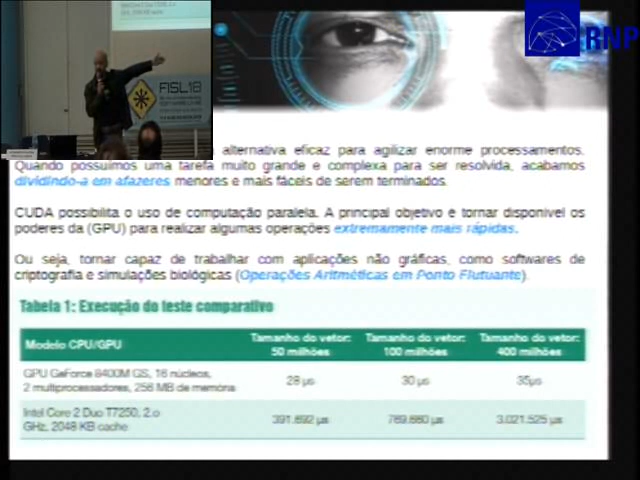 FISL18
RNP
alternativa eficaz para agilizar enorme processamentos.
Quando possuímos uma tarefa muito grande e complexa para ser resolvida, acabamos
dividindo-a em afazeres menores e mais fáceis de serem terminados.
CUDA possibilita o uso de computação paralela. A principal objetivo e tornar disponível os
poderes da (GPU) para realizar algumas operações extremamente mais rápidas.
Ou seja, tornar capaz de trabalhar com aplicações não gráficas, como softwares de
criptografia e simulações biológicas (Operações Aritméticas em Ponto Flutuante).
Tabela 1: Execução do teste comparativo
Modelo CPU/GPU
Tamanho do vetor: 50 milhões
Tamanho do vetor: 100 milhões
Tamanho do vetor: 400 milhões
GPU GeForce 8400M GS, 16 núcleos,
2 multiprocessadores, 256 MB de memória
28 µs
30 µs
35µs
Intel Core 2 Duo T7250, 2.0
GHz, 2048 KB cache
391.692 µs
769.660 µs
3.021.525 µs